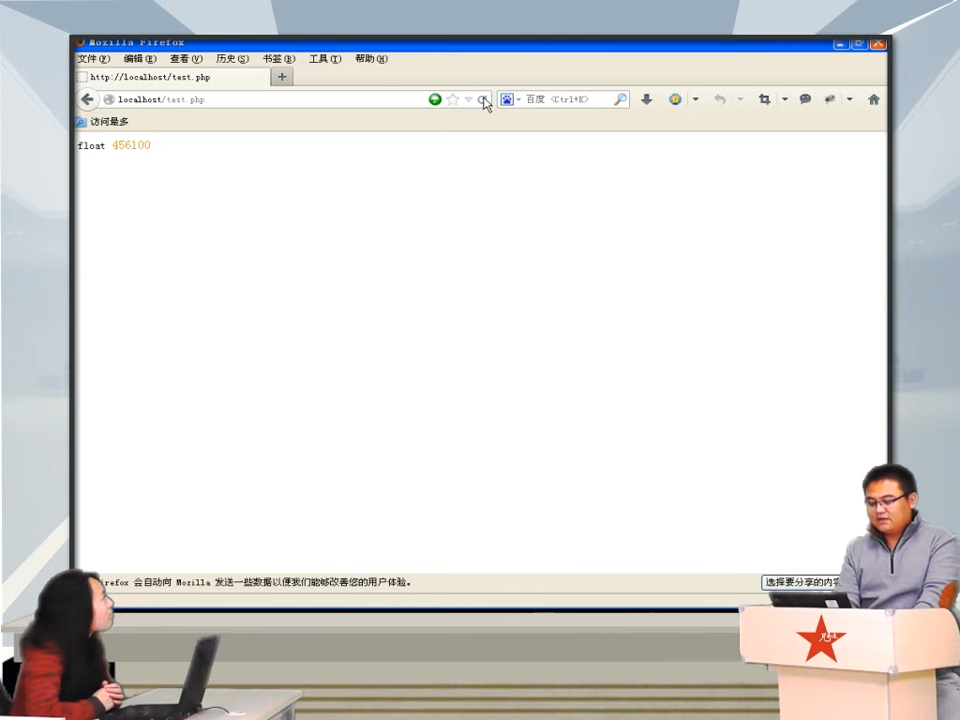 Mozilla Firefox
文件(F) 编辑(E) 查看(V) 历史(S) 书签(B) 工具(T) 帮助(H)
http://localhost/test.php +
localhost/test.php 百度 <Ctrl+K>
访问最多
float 456100
irefox 会自动向 Mozilla 发送一些数据以便我们能够改善您的用户体验。 选择要分享的内容